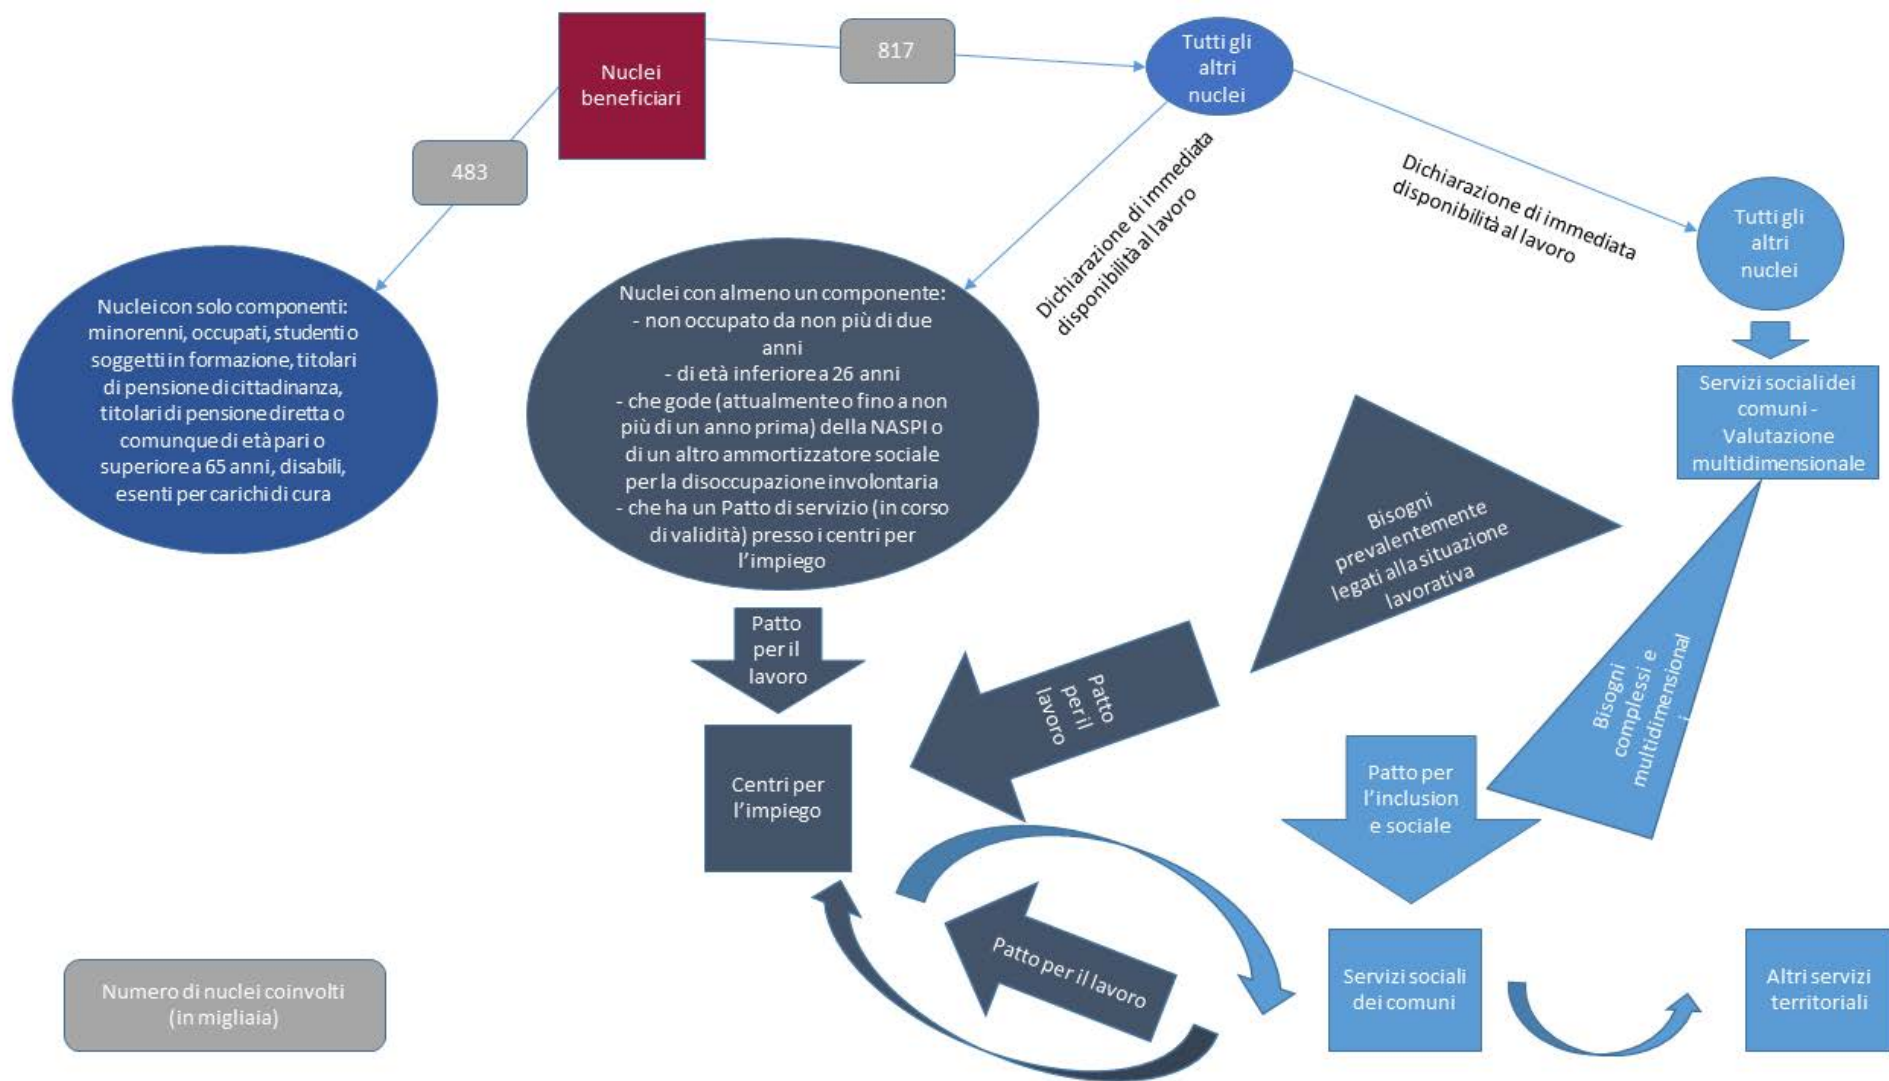 Nuclei
beneficiari
817
Tutti gli
altri
nuclei
483
Dichiarazione di immediata
disponibilità al lavoro
Dichiarazione di immediata
disponibilità al lavoro
Tutti gli
altri
nuclei
Nuclei con solo componenti:
minorenni, occupati, studenti o
soggetti in formazione, titolari
di pensione di cittadinanza,
titolari di pensione diretta o
comunque di età pari o
superiore a 65 anni, disabili,
esenti per carichi di cura
Nuclei con almeno un componente:
- non occupato da non più di due
anni
- di età inferiore a 26 anni
- che gode (attualmente o fino a non
più di un anno prima) della NASPI o
di un altro ammortizzatore sociale
per la disoccupazione involontaria
- che ha un Patto di servizio (in corso
di validità) presso i centri per
l'impiego
Servizi sociali dei
comuni -
Valutazione
multidimensionale
Bisogni
prevalentemente
legati alla situazione
lavorativa
Bisogni
complessi e
multidimensional
i
Patto
per il
lavoro
Patto
per il
lavoro
Centri per
l'impiego
Patto per
l'inclusion
e sociale
Patto per il lavoro
Servizi sociali
dei comuni
Altri servizi
territoriali
Numero di nuclei coinvolti
(in migliaia)